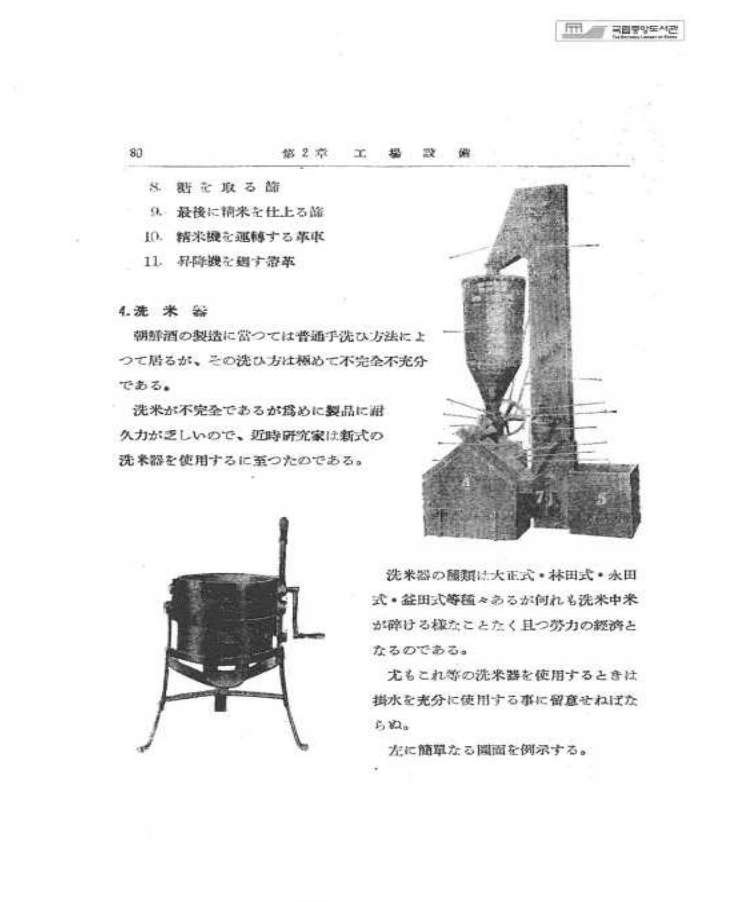 국립중앙도서관
THE NATIONAL LIBRARY OF KOREA
80 第2章 工場設備
8. 糠を取る篩
9. 最後に精米を仕上る篩
10. 精米機を運轉する革車
11. 昇降機を廻す帶革
4. 洗米器
朝鮮酒の製造に當つては普通手洗ひ方法によ
つて居るが、その洗ひ方は極めて不完全不充分
である。
洗米が不完全であるが爲めに製品に耐
久力が乏しいので、近時研究家は新式の
洗米器を使用するに至つたのである。
4 7 5
洗米器の種類は大正式・林田式・永田
式・益田式等種々あるが何れも洗米中米
が碎ける樣なことなく且つ勞力の經濟と
なるのである。
尤もこれ等の洗米器を使用するときは
掛水を充分に使用する事に留意せねばな
らぬ。
左に簡單なる圖面を例示する。